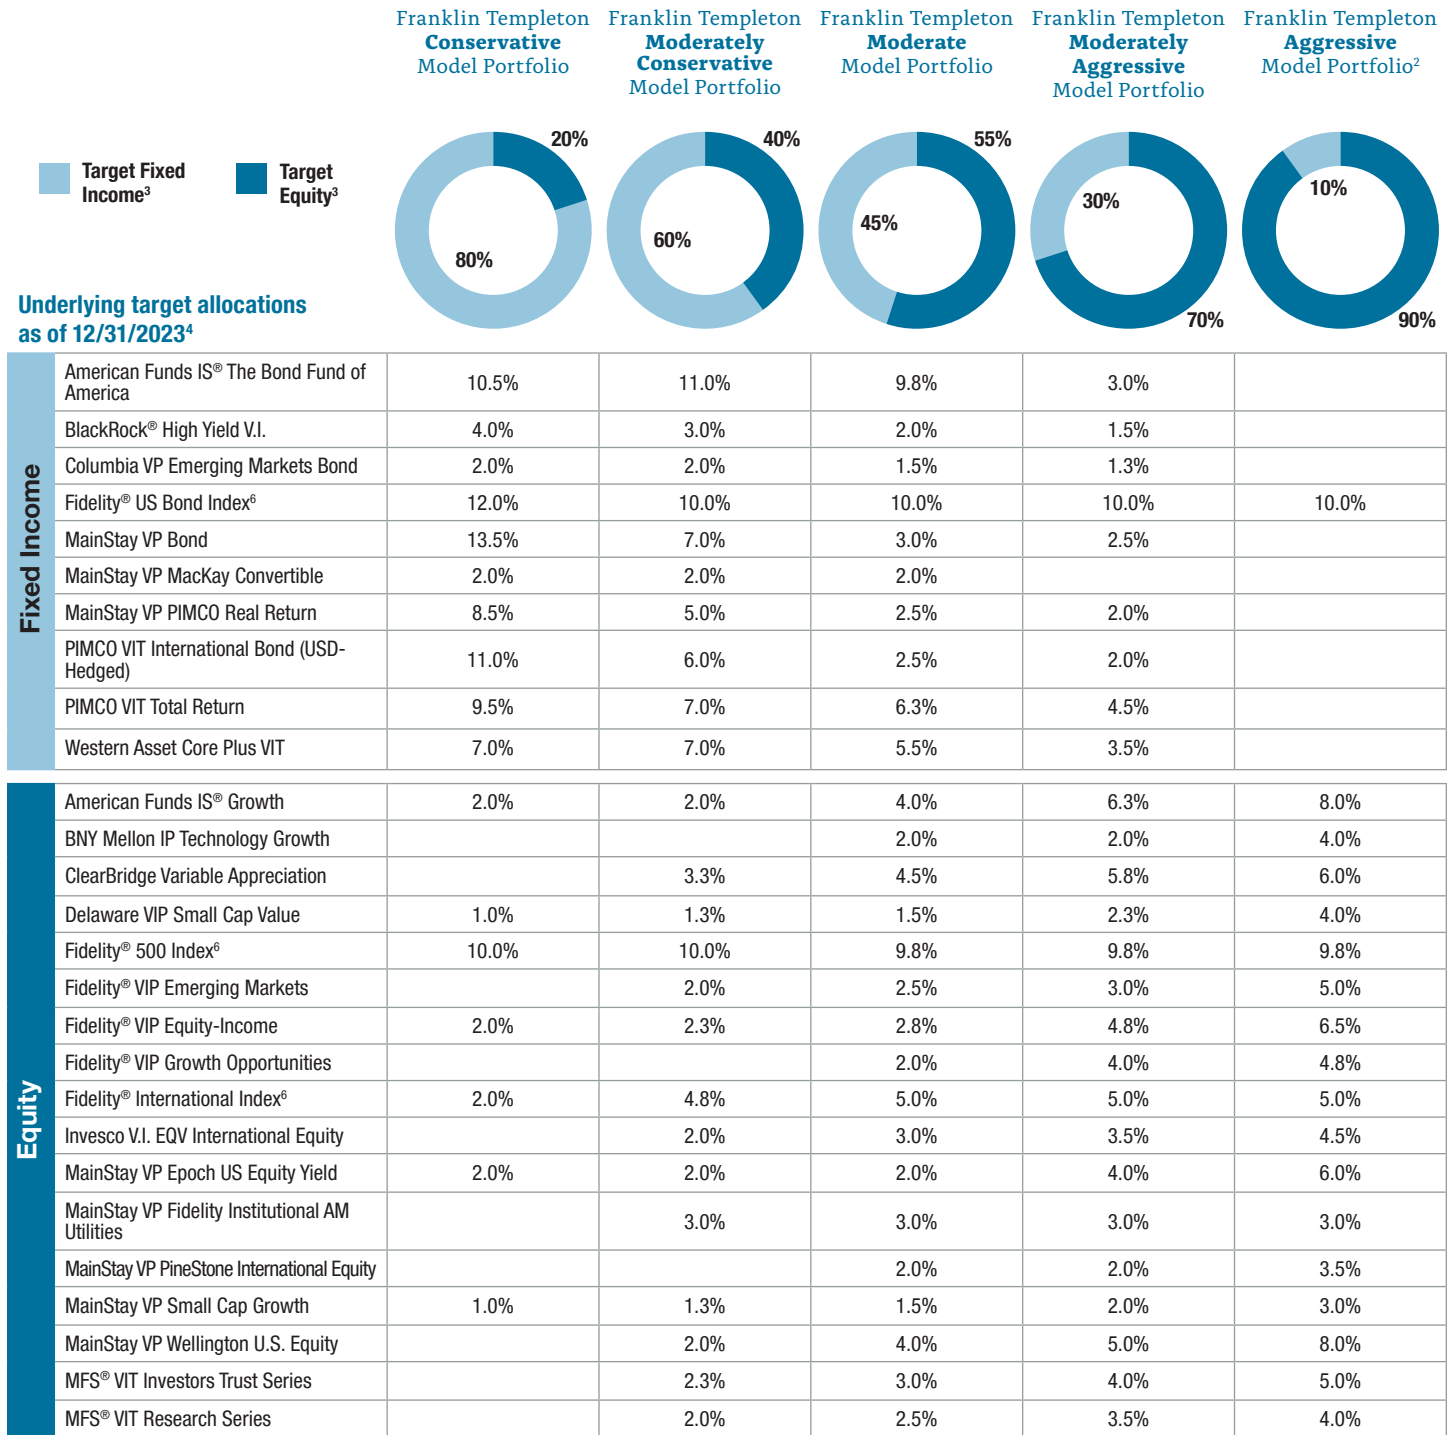 Franklin Templeton Conservative Model Portfolio
Franklin Templeton Moderately Conservative Model Portfolio
Franklin Templeton Moderate Model Portfolio
Franklin Templeton Moderately Aggressive Model Portfolio
Franklin Templeton Aggressive Model Portfolio²
Target Fixed Income³
Target Equity³
20%
80%
40%
60%
55%
45%
30%
70%
10%
90%
Underlying target allocations
as of 12/31/2023⁴
Fixed Income
American Funds IS® The Bond Fund of America 10.5% 11.0% 9.8% 3.0%
BlackRock® High Yield V.I. 4.0% 3.0% 2.0% 1.5%
Columbia VP Emerging Markets Bond 2.0% 2.0% 1.5% 1.3%
Fidelity® US Bond Index⁶ 12.0% 10.0% 10.0% 10.0% 10.0%
MainStay VP Bond 13.5% 7.0% 3.0% 2.5%
MainStay VP MacKay Convertible 2.0% 2.0% 2.0%
MainStay VP PIMCO Real Return 8.5% 5.0% 2.5% 2.0%
PIMCO VIT International Bond (USD-Hedged) 11.0% 6.0% 2.5% 2.0%
PIMCO VIT Total Return 9.5% 7.0% 6.3% 4.5%
Western Asset Core Plus VIT 7.0% 7.0% 5.5% 3.5%
Equity
American Funds IS® Growth 2.0% 2.0% 4.0% 6.3% 8.0%
BNY Mellon IP Technology Growth 2.0% 2.0% 4.0%
ClearBridge Variable Appreciation 3.3% 4.5% 5.8% 6.0%
Delaware VIP Small Cap Value 1.0% 1.3% 1.5% 2.3% 4.0%
Fidelity® 500 Index⁶ 10.0% 10.0% 9.8% 9.8% 9.8%
Fidelity® VIP Emerging Markets 2.0% 2.5% 3.0% 5.0%
Fidelity® VIP Equity-Income 2.0% 2.3% 2.8% 4.8% 6.5%
Fidelity® VIP Growth Opportunities 2.0% 4.0% 4.8%
Fidelity® International Index⁶ 2.0% 4.8% 5.0% 5.0% 5.0%
Invesco V.I. EQV International Equity 2.0% 3.0% 3.5% 4.5%
MainStay VP Epoch US Equity Yield 2.0% 2.0% 2.0% 4.0% 6.0%
MainStay VP Fidelity Institutional AM Utilities 3.0% 3.0% 3.0% 3.0%
MainStay VP PineStone International Equity 2.0% 2.0% 3.5%
MainStay VP Small Cap Growth 1.0% 1.3% 1.5% 2.0% 3.0%
MainStay VP Wellington U.S. Equity 2.0% 4.0% 5.0% 8.0%
MFS® VIT Investors Trust Series 2.3% 3.0% 4.0% 5.0%
MFS® VIT Research Series 2.0% 2.5% 3.5% 4.0%